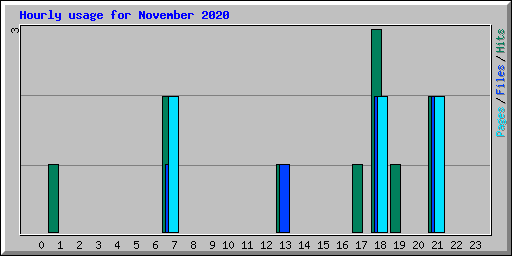 Hourly usage for November 2020
3
Pages/Files/Hits
0 1 2 3 4 5 6 7 8 9 10 11 12 13 14 15 16 17 18 19 20 21 22 23